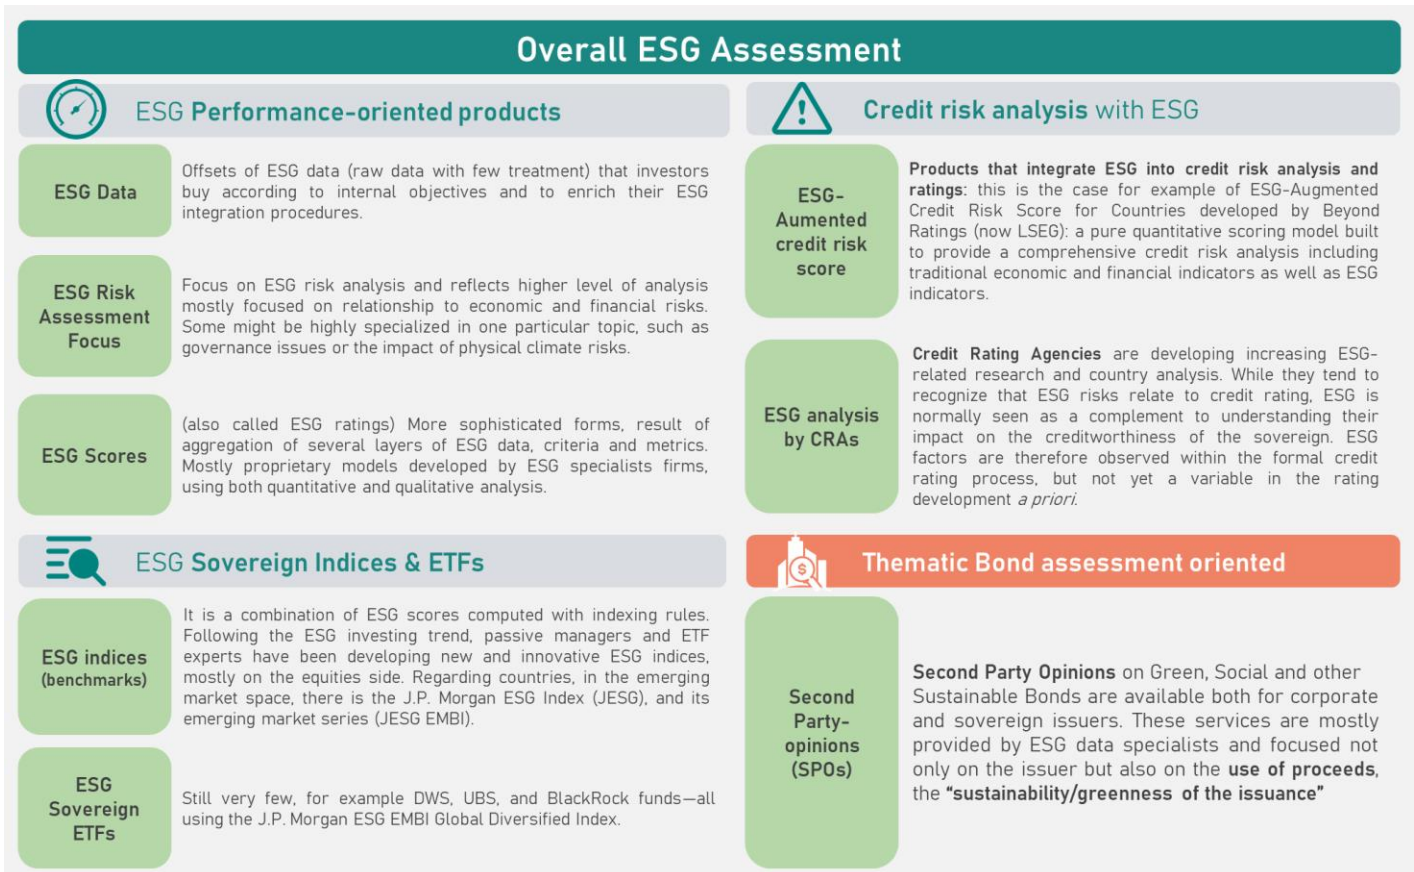 Overall ESG Assessment
ESG Performance-oriented products
ESG Data
Offsets of ESG data (raw data with few treatment) that investors
buy according to internal objectives and to enrich their ESG
integration procedures.
ESG Risk
Assessment
Focus
Focus on ESG risk analysis and reflects higher level of analysis
mostly focused on relationship to economic and financial risks.
Some might be highly specialized in one particular topic, such as
governance issues or the impact of physical climate risks.
ESG Scores
(also called ESG ratings) More sophisticated forms, result of
aggregation of several layers of ESG data, criteria and metrics.
Mostly proprietary models developed by ESG specialists firms,
using both quantitative and qualitative analysis.
Credit risk analysis with ESG
ESG-
Aumented
credit risk
score
Products that integrate ESG into credit risk analysis and
ratings: this is the case for example of ESG-Augmented
Credit Risk Score for Countries developed by Beyond
Ratings (now LSEG): a pure quantitative scoring model built
to provide a comprehensive credit risk analysis including
traditional economic and financial indicators as well as ESG
indicators.
ESG analysis
by CRAs
Credit Rating Agencies are developing increasing ESG-
related research and country analysis. While they tend to
recognize that ESG risks relate to credit rating, ESG is
normally seen as a complement to understanding their
impact on the creditworthiness of the sovereign. ESG
factors are therefore observed within the formal credit
rating process, but not yet a variable in the rating
development a priori.
ESG Sovereign Indices & ETFs
ESG indices
(benchmarks)
It is a combination of ESG scores computed with indexing rules.
Following the ESG investing trend, passive managers and ETF
experts have been developing new and innovative ESG indices,
mostly on the equities side. Regarding countries, in the emerging
market space, there is the J.P. Morgan ESG Index (JESG), and its
emerging market series (JESG EMBI).
ESG
Sovereign
ETFs
Still very few, for example DWS, UBS, and BlackRock funds—all
using the J.P. Morgan ESG EMBI Global Diversified Index.
Thematic Bond assessment oriented
Second
Party-
opinions
(SPOs)
Second Party Opinions on Green, Social and other
Sustainable Bonds are available both for corporate
and sovereign issuers. These services are mostly
provided by ESG data specialists and focused not
only on the issuer but also on the use of proceeds,
the “sustainability/greenness of the issuance”